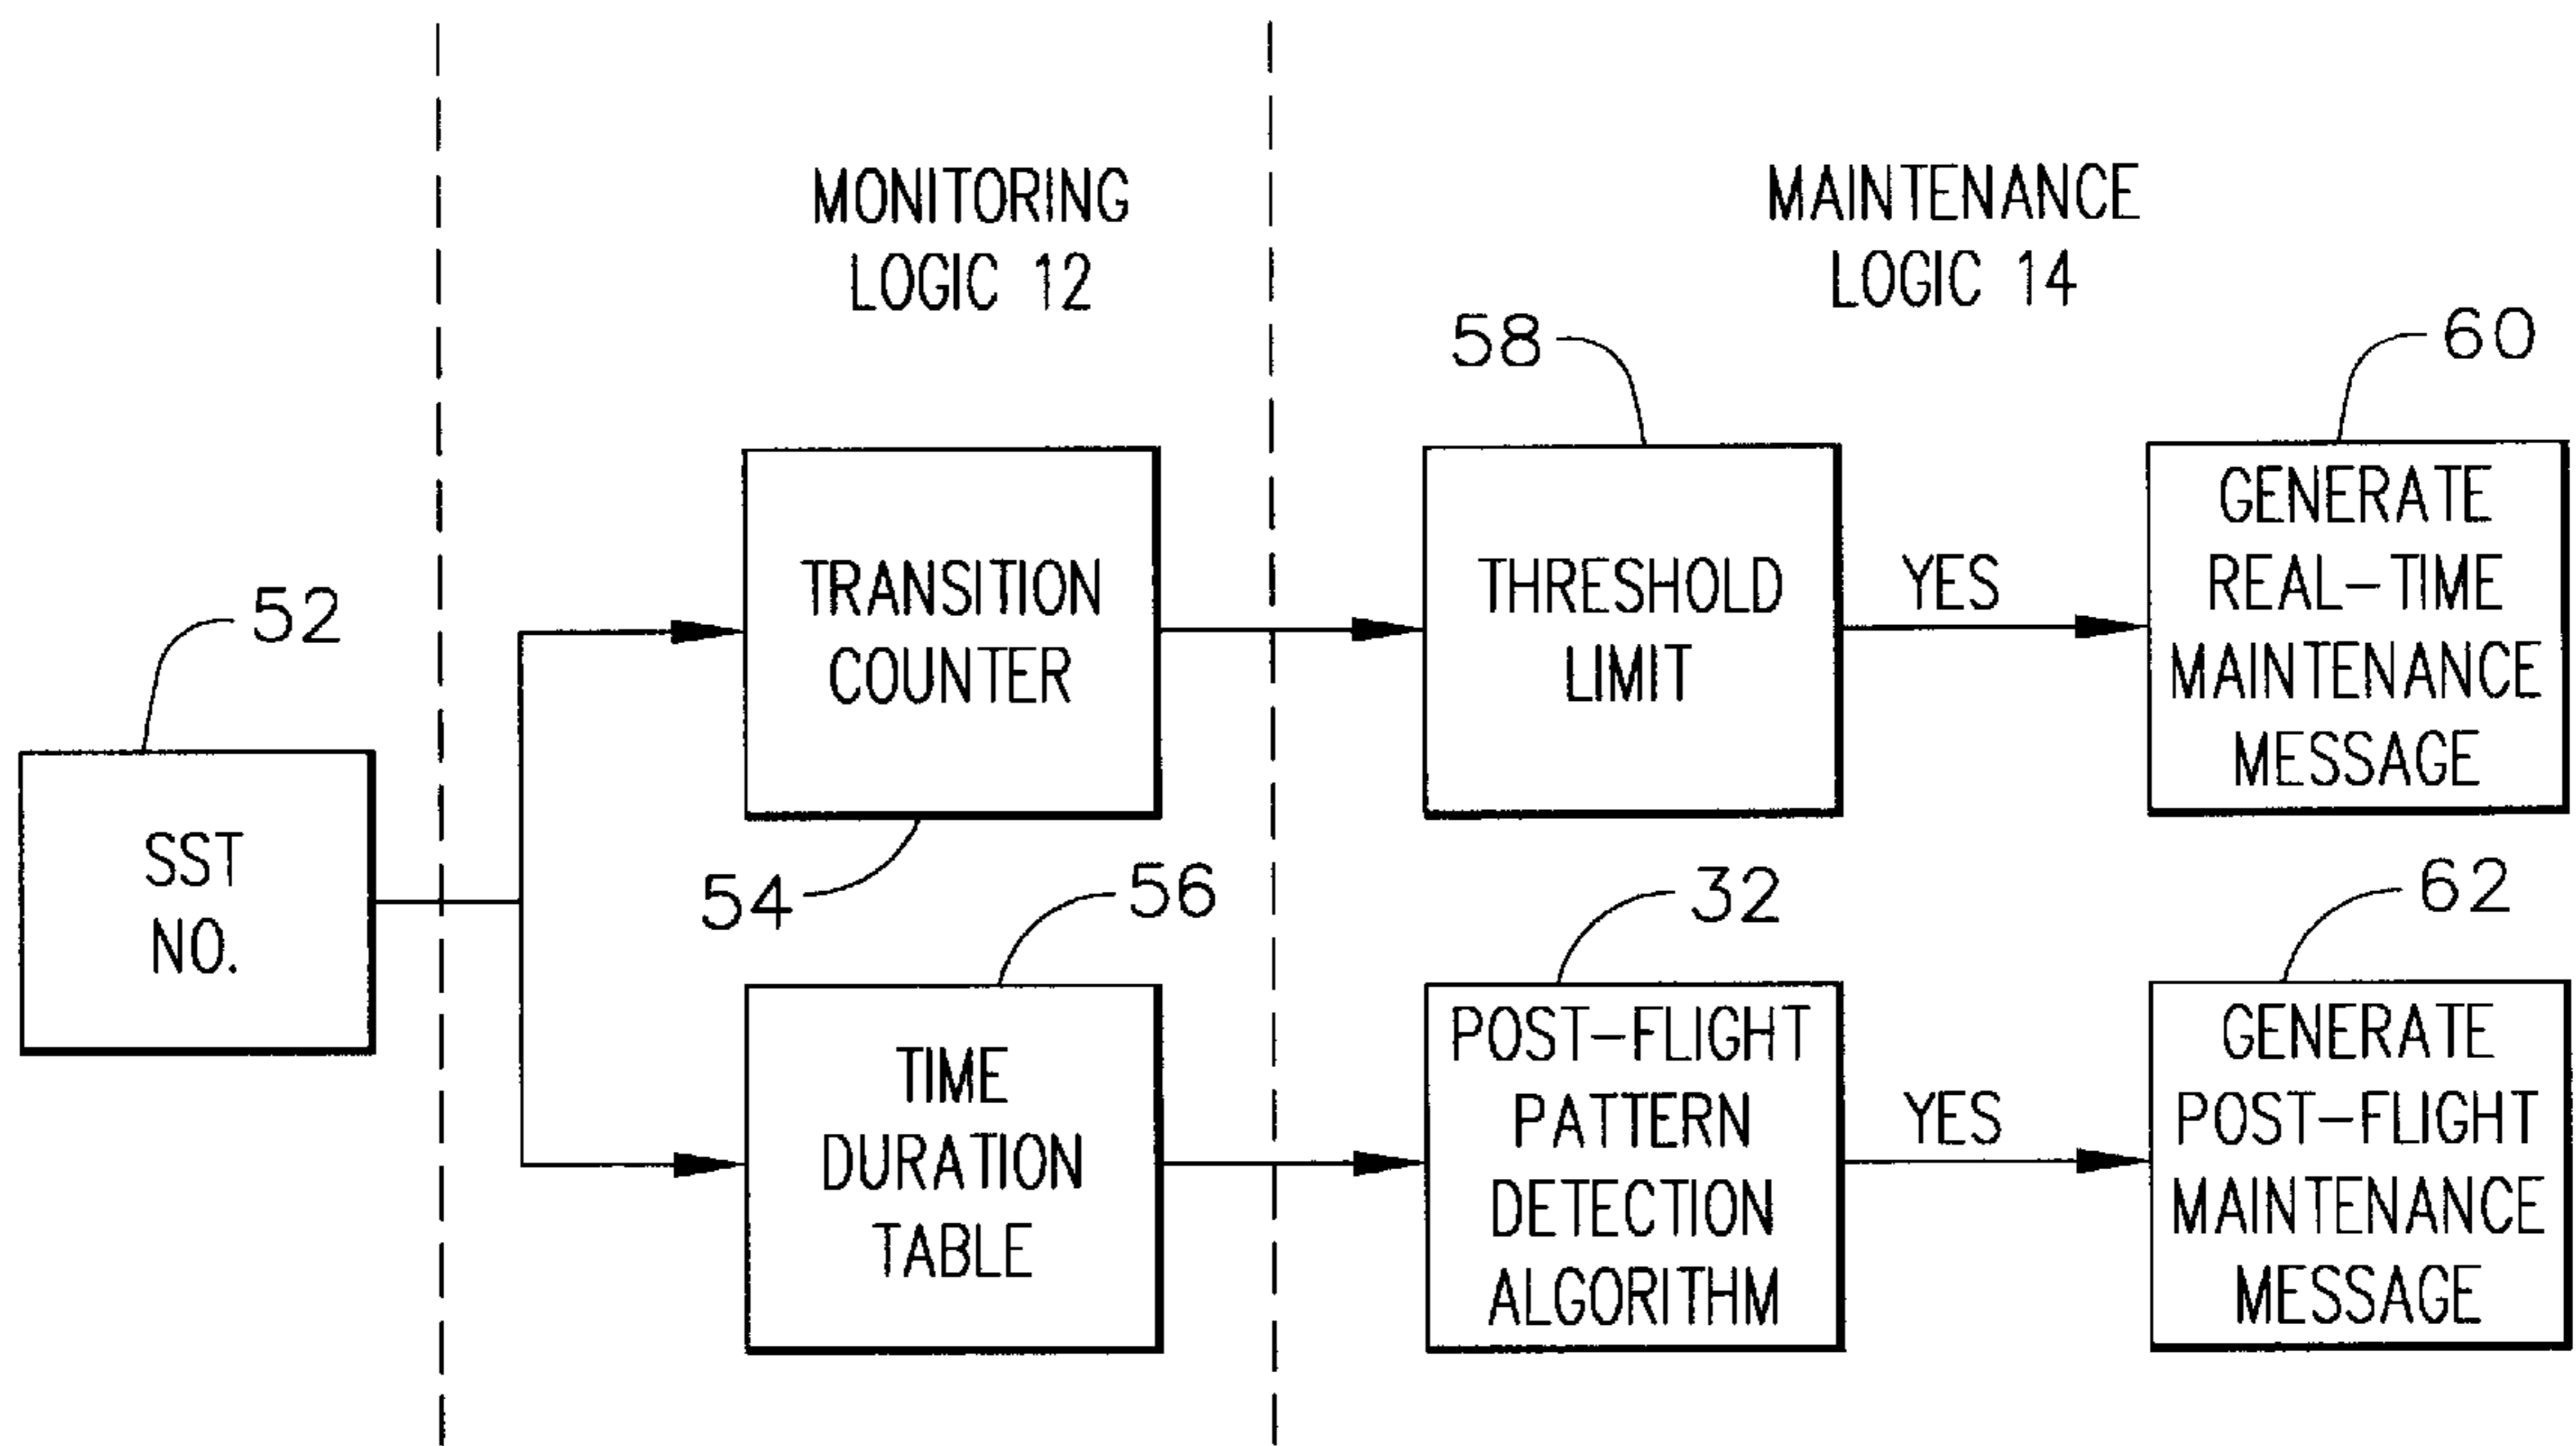 MONITORING
LOGIC 12
MAINTENANCE
LOGIC 14
52
SST
NO.
TRANSITION
COUNTER
54
58
THRESHOLD
LIMIT
YES
60
GENERATE
REAL-TIME
MAINTENANCE
MESSAGE
56
TIME
DURATION
TABLE
32
POST-FLIGHT
PATTERN
DETECTION
ALGORITHM
YES
62
GENERATE
POST-FLIGHT
MAINTENANCE
MESSAGE